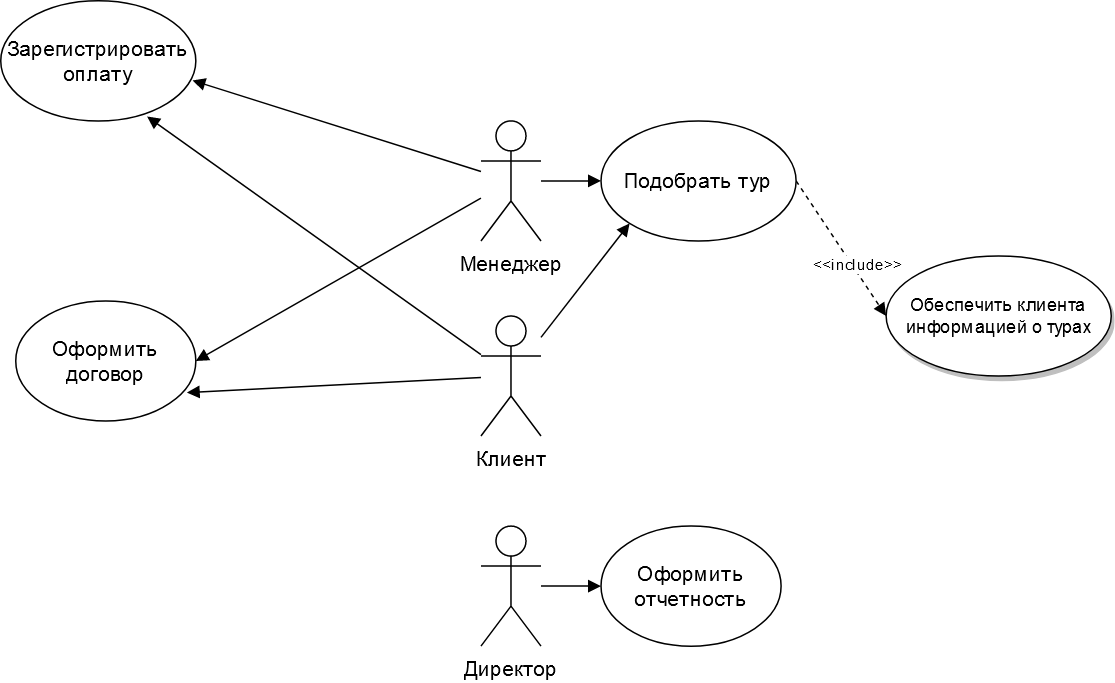 Зарегистрировать
оплату
Подобрать тур
Менеджер
<<include>>
Обеспечить клиента
информацией о турах
Оформить
договор
Клиент
Оформить
отчетность
Директор